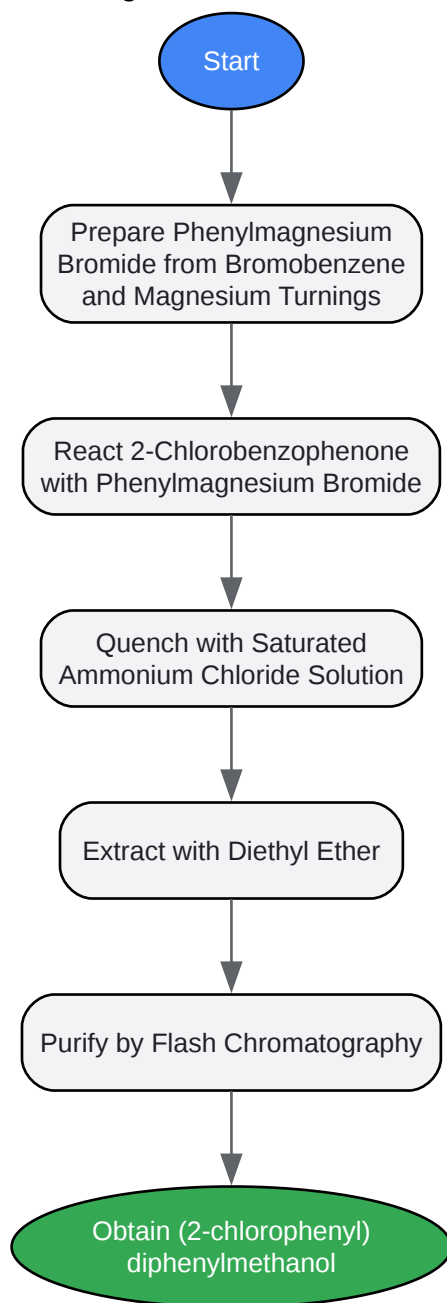 Start
Prepare Phenylmagnesium
Bromide from Bromobenzene
and Magnesium Turnings
React 2-Chlorobenzophenone
with Phenylmagnesium Bromide
Quench with Saturated
Ammonium Chloride Solution
Extract with Diethyl Ether
Purify by Flash Chromatography
Obtain (2-chlorophenyl)
diphenylmethanol